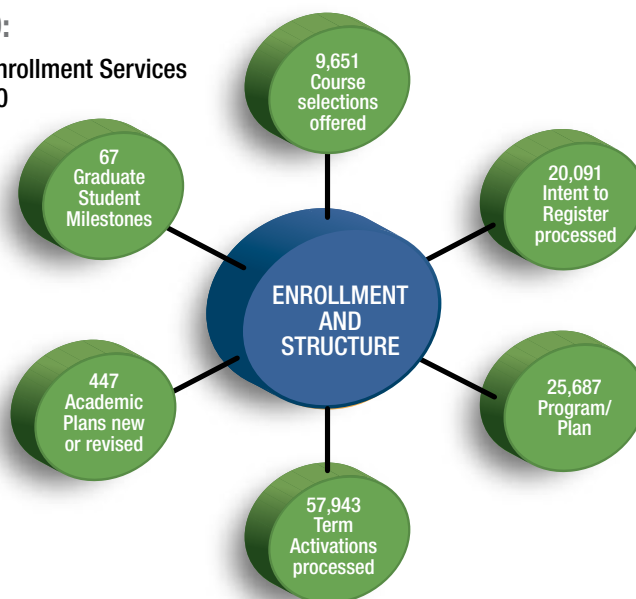 :
nrollment Services
0
9,651
Course
selections
offered
67
Graduate
Student
Milestones
20,091
Intent to
Register
processed
ENROLLMENT
AND
STRUCTURE
447
Academic
Plans new
or revised
25,687
Program/
Plan
57,943
Term
Activations
processed